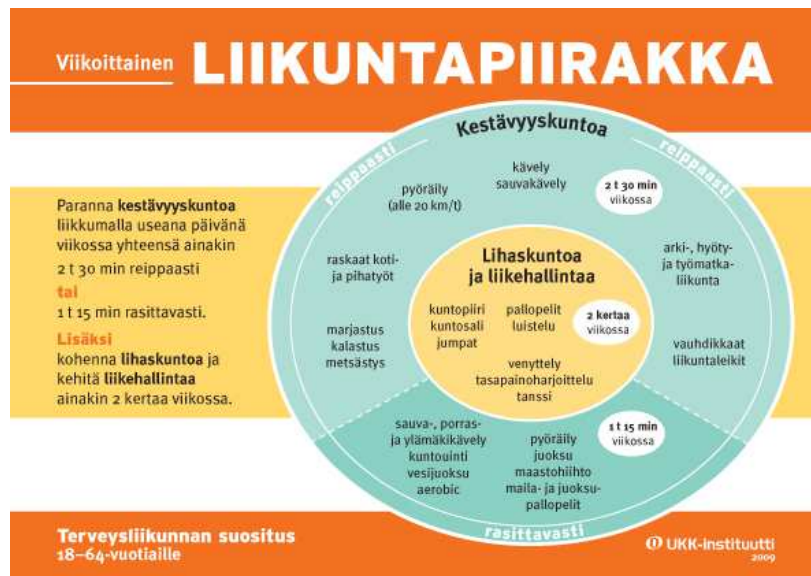 Viikoittainen LIIKUNTAPIIRAKKA
Paranna kestävyyskuntoa
liikkumalla useana päivänä
viikossa yhteensä ainakin
2 t 30 min reippaasti
tai
1 t 15 min rasittavasti.
Lisäksi
kohenna lihaskuntoa ja
kehitä liikehallintaa
ainakin 2 kertaa viikossa.
Kestävyyskuntoa
reippaasti
reippaasti
kävely
sauvakävely
2 t 30 min
viikossa
pyöräily
(alle 20 km/t)
raskaat koti-
ja pihatyöt
marjastus
kalastus
metsästys
arki-, hyöty-
ja työmatka-
liikunta
vauhdikkaat
liikuntaleikit
Lihaskuntoa
ja liikehallintaa
kuntopiiri
kuntosali
jumpat
pallopelit
luistelu
2 kertaa
viikossa
venyttely
tasapainoharjoittelu
tanssi
sauva-, porras-
ja ylämäkikävely
kuntouinti
vesijuoksu
aerobic
pyöräily
juoksu
maastohiihto
maila- ja juoksu-
pallopelit
1 t 15 min
viikossa
rasittavasti
Terveysliikunnan suositus
18–64-vuotiaille
UKK-instituutti
2009